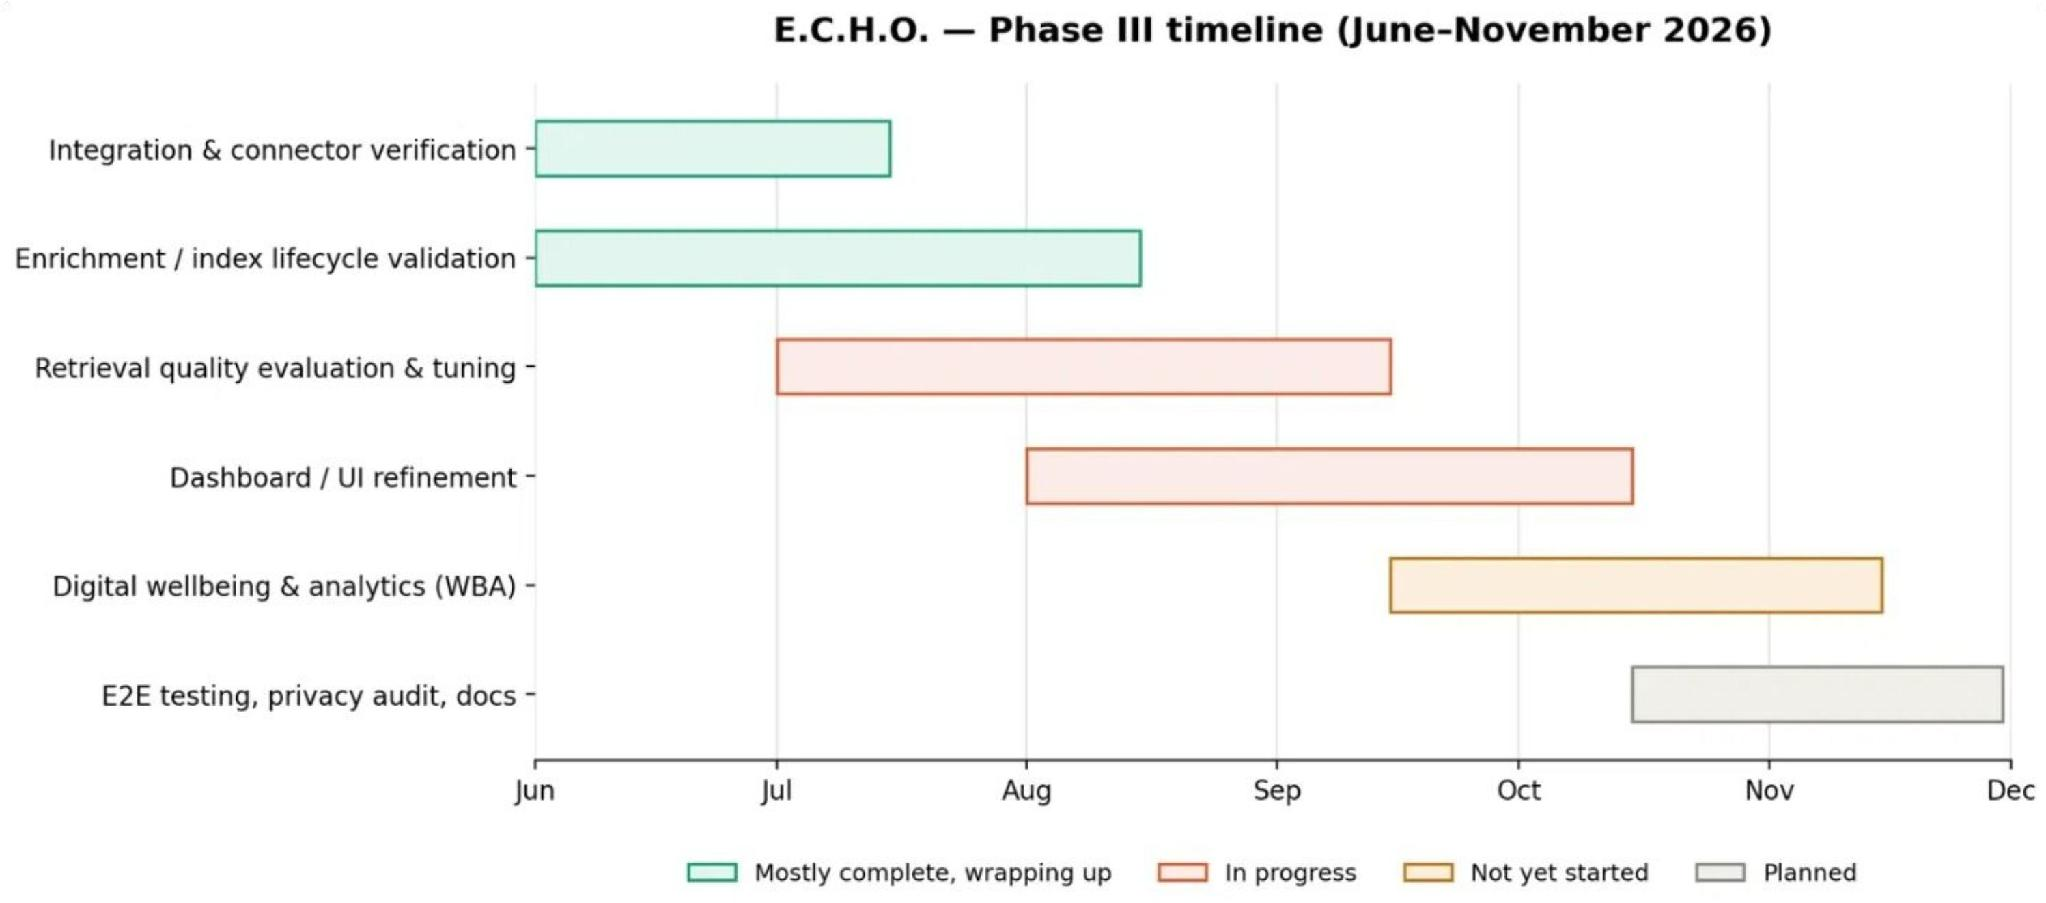 E.C.H.O. — Phase III timeline (June–November 2026)
Integration & connector verification
Enrichment / index lifecycle validation
Retrieval quality evaluation & tuning
Dashboard / UI refinement
Digital wellbeing & analytics (WBA)
E2E testing, privacy audit, docs
Jun Jul Aug Sep Oct Nov Dec
Mostly complete, wrapping up In progress Not yet started Planned